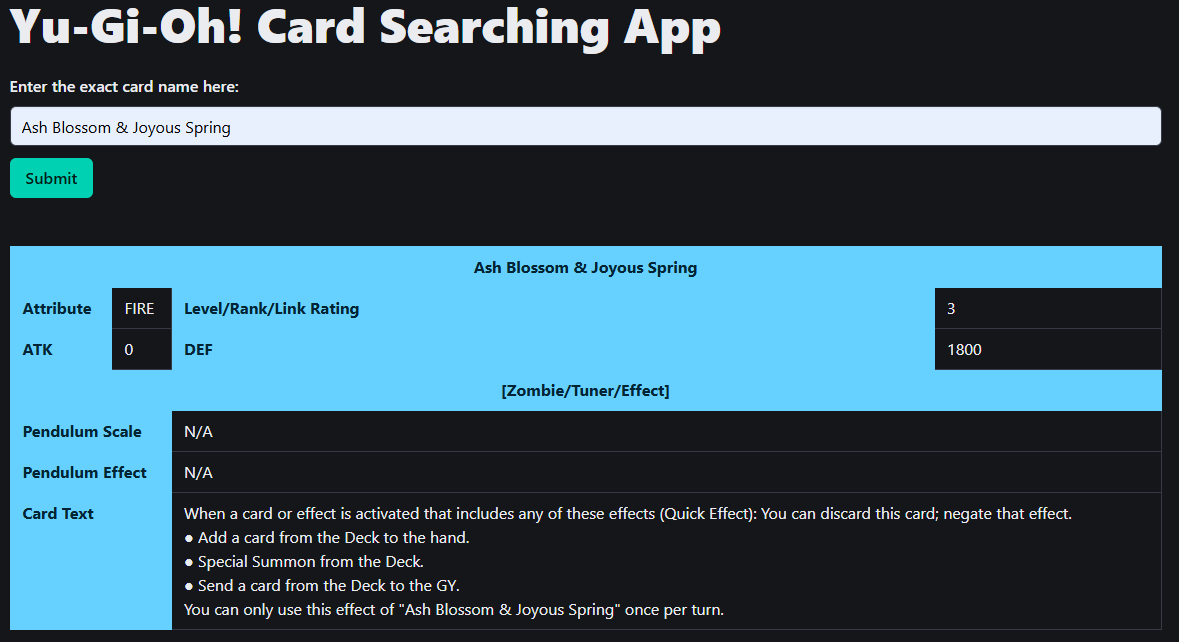 Yu-Gi-Oh! Card Searching App
Enter the exact card name here:
Ash Blossom & Joyous Spring
Submit
Ash Blossom & Joyous Spring
Attribute FIRE Level/Rank/Link Rating 3
ATK 0 DEF 1800
[Zombie/Tuner/Effect]
Pendulum Scale N/A
Pendulum Effect N/A
Card Text When a card or effect is activated that includes any of these effects (Quick Effect): You can discard this card; negate that effect.
● Add a card from the Deck to the hand.
● Special Summon from the Deck.
● Send a card from the Deck to the GY.
You can only use this effect of "Ash Blossom & Joyous Spring" once per turn.